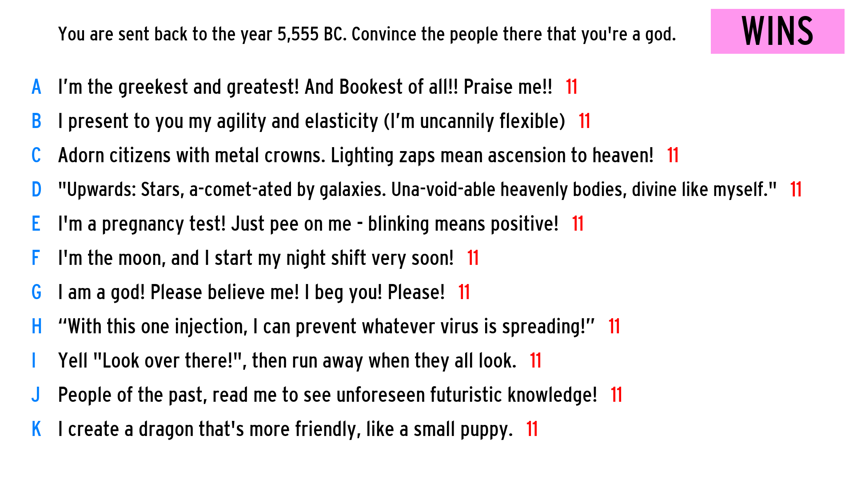 You are sent back to the year 5,555 BC. Convince the people there that you're a god.
WINS
A I’m the greekest and greatest! And Bookest of all!! Praise me!! 11
B I present to you my agility and elasticity (I’m uncannily flexible) 11
C Adorn citizens with metal crowns. Lighting zaps mean ascension to heaven! 11
D "Upwards: Stars, a-comet-ated by galaxies. Una-void-able heavenly bodies, divine like myself." 11
E I'm a pregnancy test! Just pee on me - blinking means positive! 11
F I'm the moon, and I start my night shift very soon! 11
G I am a god! Please believe me! I beg you! Please! 11
H “With this one injection, I can prevent whatever virus is spreading!” 11
I Yell "Look over there!", then run away when they all look. 11
J People of the past, read me to see unforeseen futuristic knowledge! 11
K I create a dragon that's more friendly, like a small puppy. 11